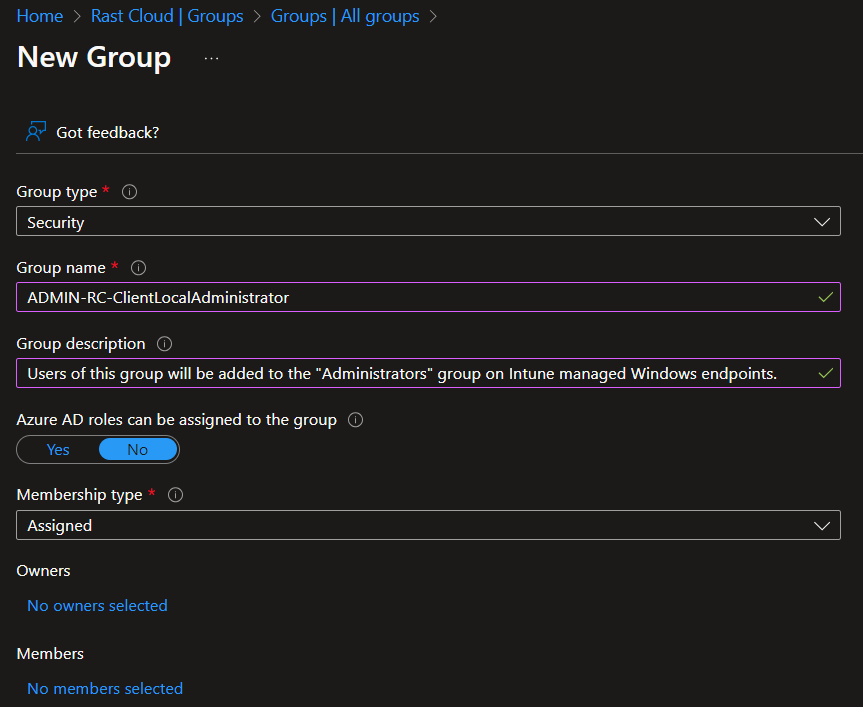 Home > Rast Cloud | Groups > Groups | All groups >
New Group ...
Got feedback?
Group type *
Security
Group name *
ADMIN-RC-ClientLocalAdministrator
Group description
Users of this group will be added to the "Administrators" group on Intune managed Windows endpoints.
Azure AD roles can be assigned to the group
Yes No
Membership type *
Assigned
Owners
No owners selected
Members
No members selected